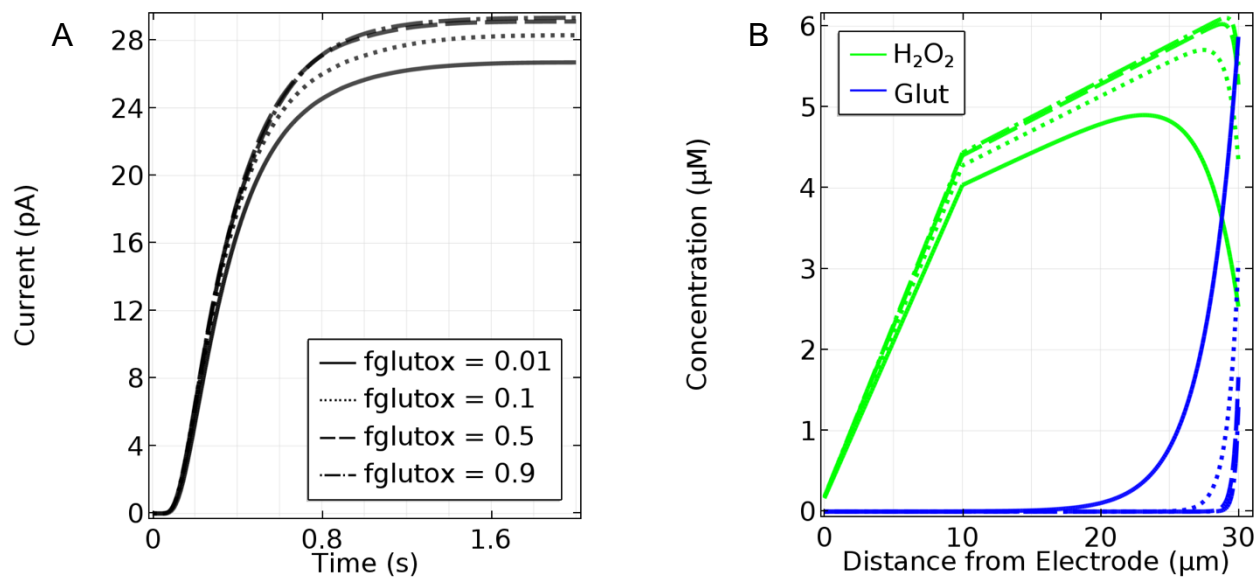 A
Current (pA)
28
24
20
16
12
8
4
0
fglutox = 0.01
fglutox = 0.1
fglutox = 0.5
fglutox = 0.9
0
0.8
1.6
Time (s)
B
Concentration (μM)
6
5
4
3
2
1
0
H₂O₂
Glut
0
10
20
30
Distance from Electrode (μm)